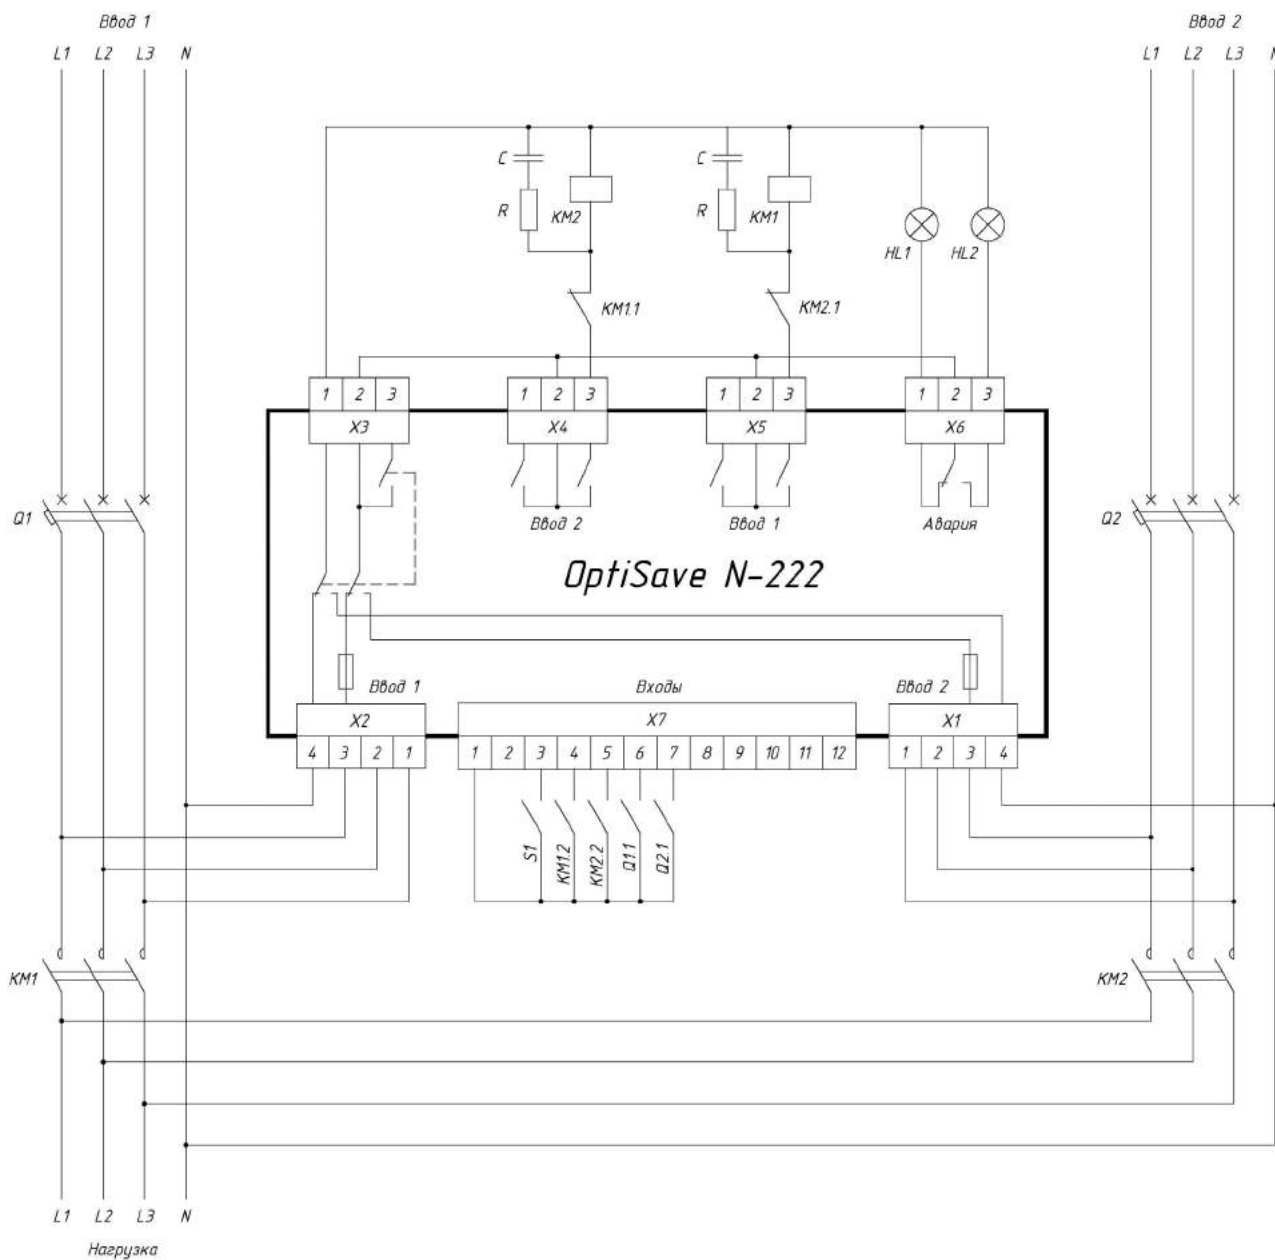 Ввод 1
Ввод 2
L1 L2 L3 N
L1 L2 L3 N
C
C
R
KM2
R
KM1
HL1
HL2
KM1.1
KM2.1
1 2 3
1 2 3
1 2 3
1 2 3
X3
X4
X5
X6
Q1
Ввод 2
Ввод 1
Авария
Q2
OptiSave N-222
Ввод 1
Входы
Ввод 2
X2
X7
X1
4 3 2 1
1 2 3 4 5 6 7 8 9 10 11 12
1 2 3 4
S1
KM1.2
KM2.2
Q1.1
Q2.1
KM1
KM2
L1 L2 L3 N
Нагрузка